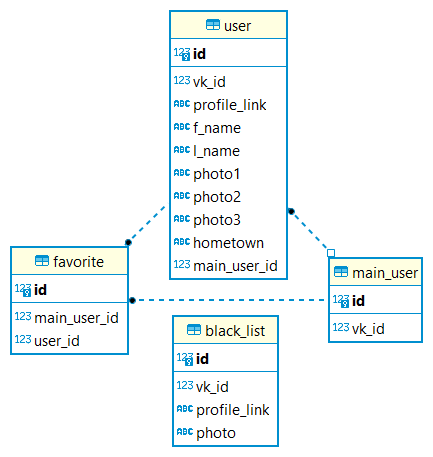 user
123 id
123 vk_id
ABC profile_link
ABC f_name
ABC l_name
ABC photo1
ABC photo2
ABC photo3
ABC hometown
123 main_user_id
favorite
123 id
123 main_user_id
123 user_id
main_user
123 id
123 vk_id
black_list
123 id
123 vk_id
ABC profile_link
ABC photo